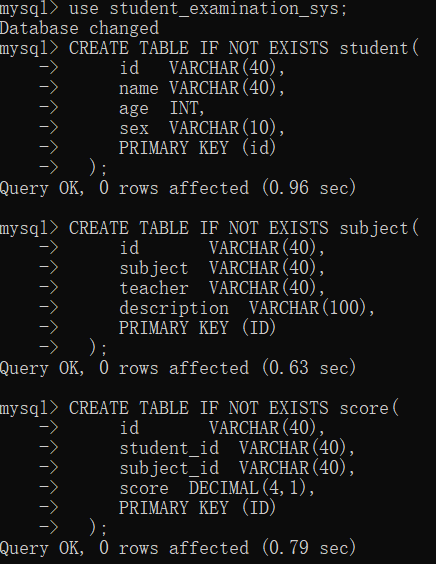 mysql> use student_examination_sys;
Database changed
mysql> CREATE TABLE IF NOT EXISTS student(
    ->     id   VARCHAR(40),
    ->     name VARCHAR(40),
    ->     age  INT,
    ->     sex  VARCHAR(10),
    ->     PRIMARY KEY (id)
    ->  );
Query OK, 0 rows affected (0.96 sec)

mysql> CREATE TABLE IF NOT EXISTS subject(
    ->     id       VARCHAR(40),
    ->     subject  VARCHAR(40),
    ->     teacher  VARCHAR(40),
    ->     description  VARCHAR(100),
    ->     PRIMARY KEY (ID)
    ->  );
Query OK, 0 rows affected (0.63 sec)

mysql> CREATE TABLE IF NOT EXISTS score(
    ->     id       VARCHAR(40),
    ->     student_id  VARCHAR(40),
    ->     subject_id  VARCHAR(40),
    ->     score  DECIMAL(4,1),
    ->     PRIMARY KEY (ID)
    ->  );
Query OK, 0 rows affected (0.79 sec)